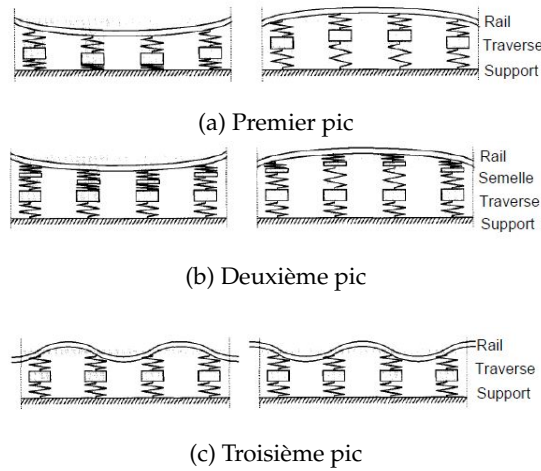 Rail
Traverse
Support
(a) Premier pic
Rail
Semelle
Traverse
Support
(b) Deuxième pic
Rail
Traverse
Support
(c) Troisième pic